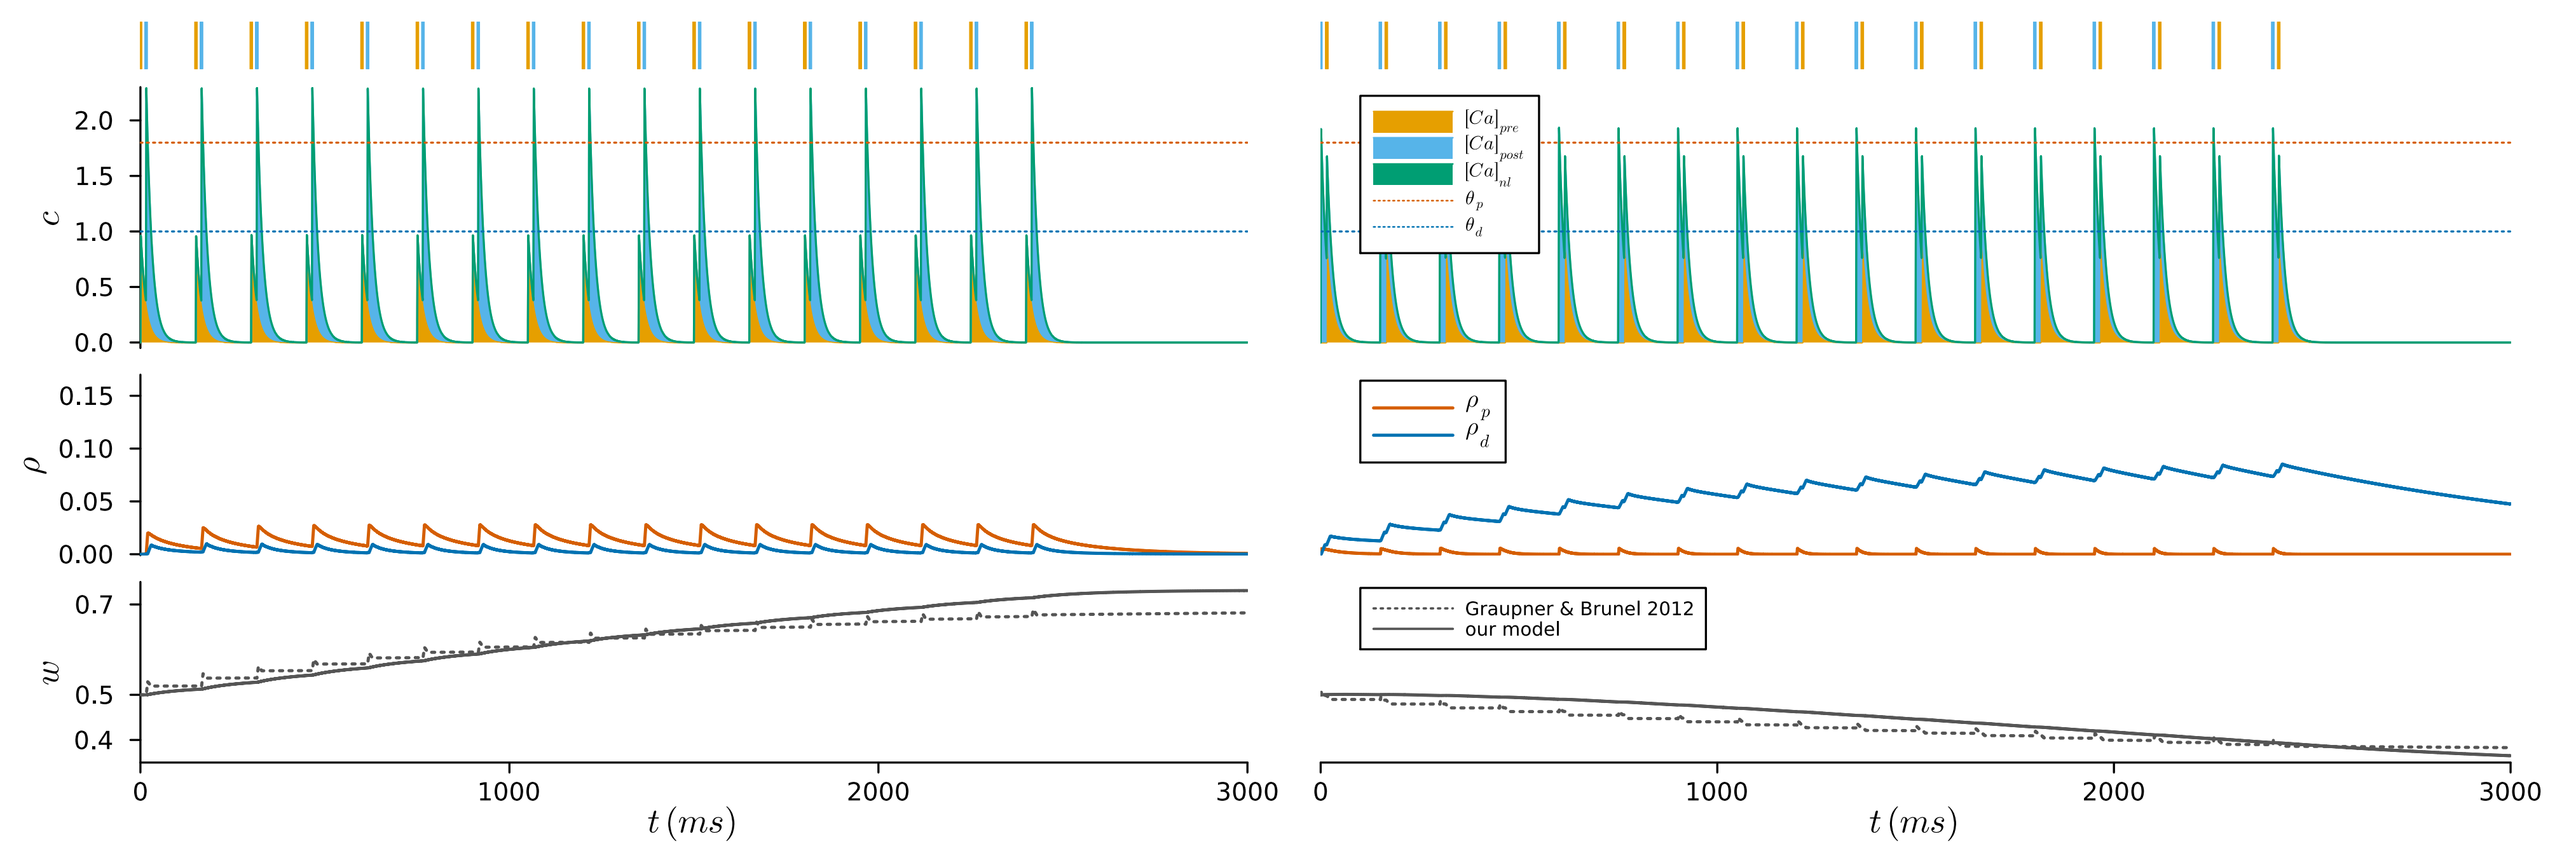 2.0
1.5
1.0
0.5
0.0
c
[Ca]pre
[Ca]post
[Ca]nl
θp
θd
0.15
0.10
0.05
0.00
ρ
ρp
ρd
0.7
0.5
0.4
w
Graupner & Brunel 2012
our model
0 1000 2000 3000
t (ms)
0 1000 2000 3000
t (ms)